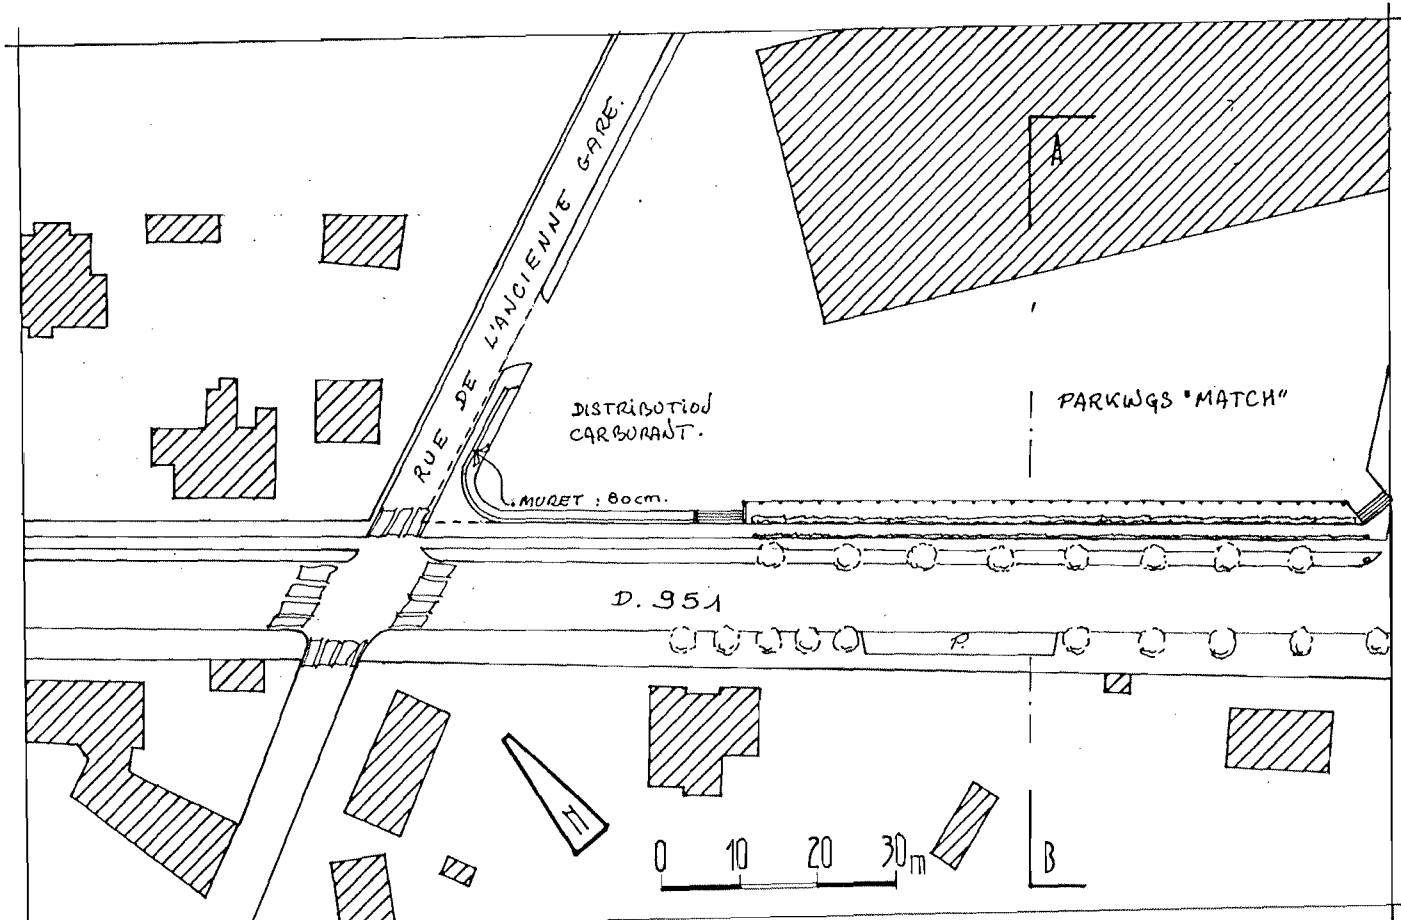 RUE DE L'ANCIENNE GARE.
A
DISTRIBUTION
CARBURANT.
PARKINGS "MATCH"
MURET : 80cm.
D. 951
P.
N
0 10 20 30m
B